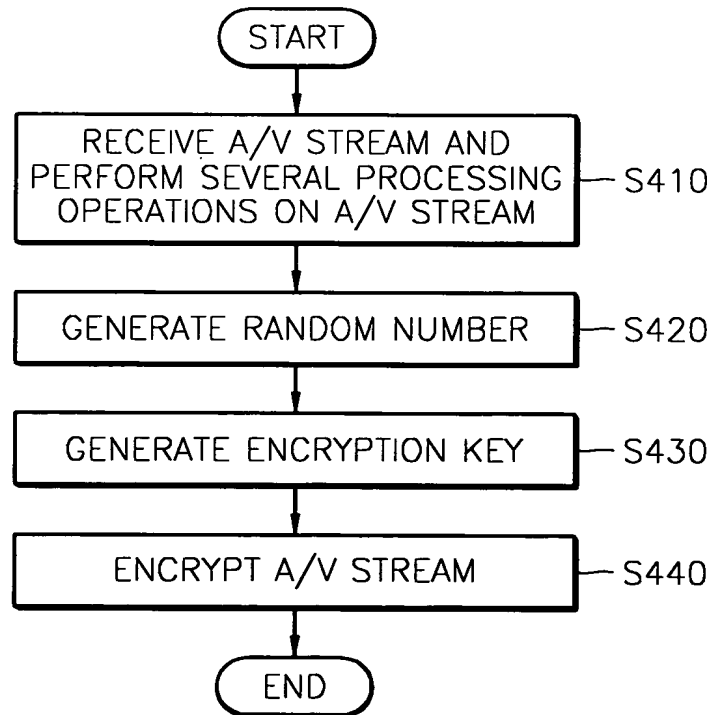 START
RECEIVE A/V STREAM AND
PERFORM SEVERAL PROCESSING
OPERATIONS ON A/V STREAM
S410
GENERATE RANDOM NUMBER
S420
GENERATE ENCRYPTION KEY
S430
ENCRYPT A/V STREAM
S440
END